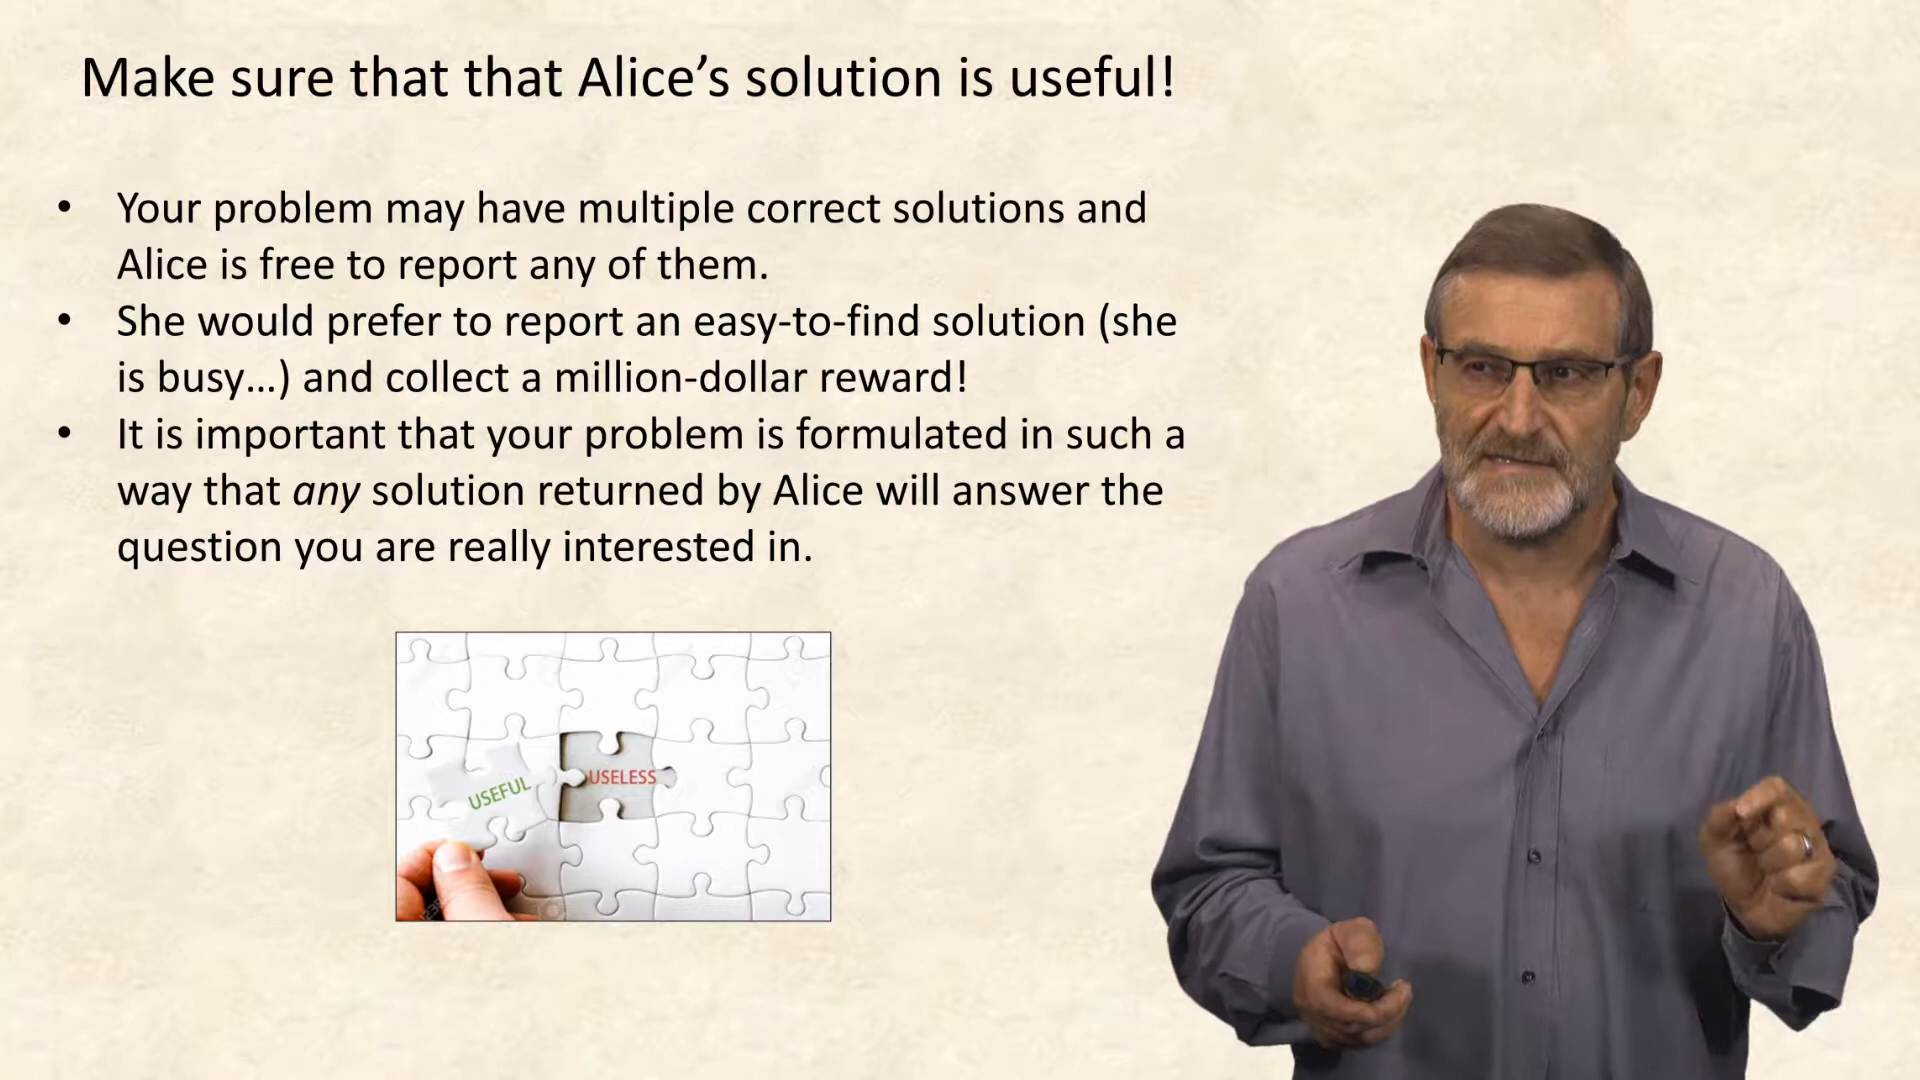 Make sure that that Alice’s solution is useful!
• Your problem may have multiple correct solutions and
Alice is free to report any of them.
• She would prefer to report an easy-to-find solution (she
is busy…) and collect a million-dollar reward!
• It is important that your problem is formulated in such a
way that any solution returned by Alice will answer the
question you are really interested in.
USELESS
USEFUL